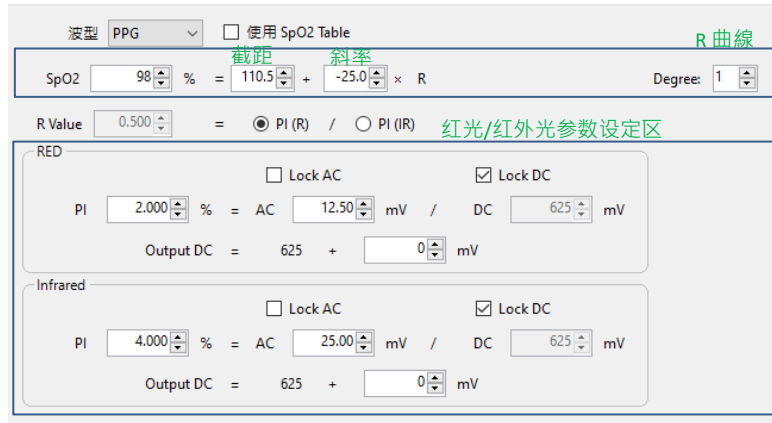 波型 PPG 使用 SpO2 Table
截距 斜率 R 曲線
SpO2 98 % = 110.5 + -25.0 × R Degree: 1
R Value 0.500 = PI (R) / PI (IR) 红光/红外光参数设定区
RED
Lock AC Lock DC
PI 2.000 % = AC 12.50 mV / DC 625 mV
Output DC = 625 + 0 mV
Infrared
Lock AC Lock DC
PI 4.000 % = AC 25.00 mV / DC 625 mV
Output DC = 625 + 0 mV